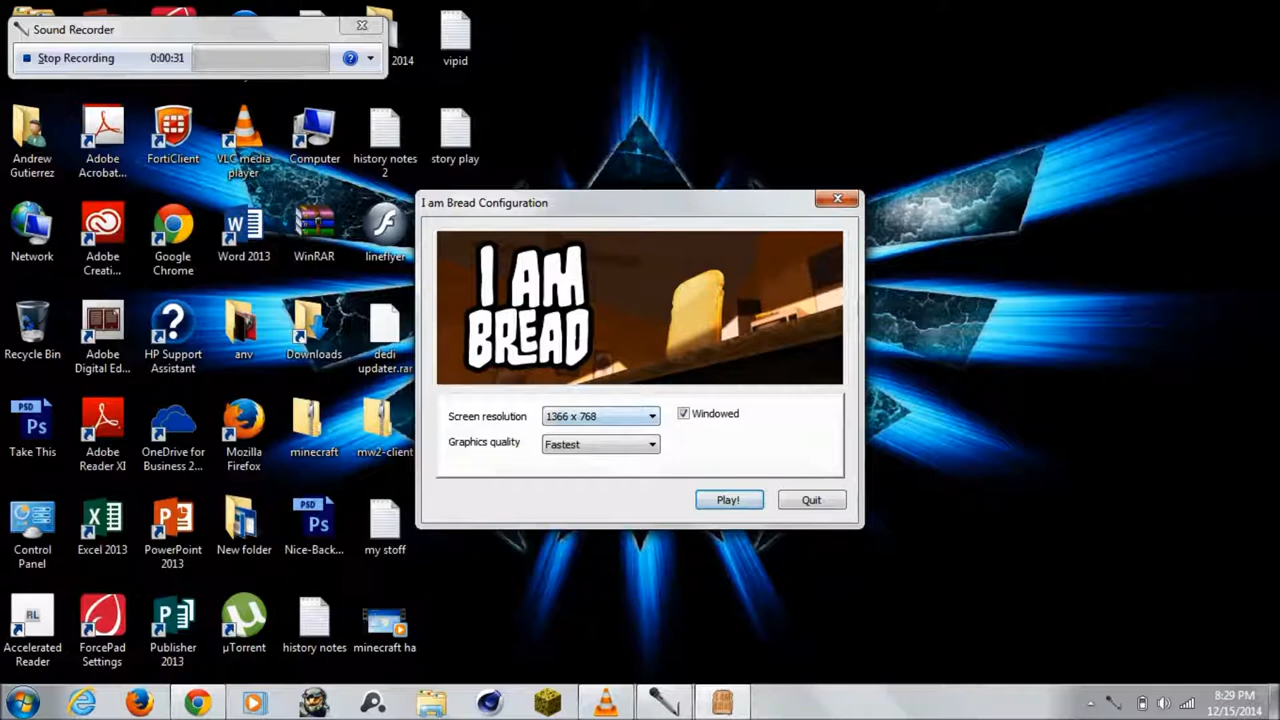 Sound Recorder
Stop Recording
0:00:31
2014
vipid
Andrew Gutierrez
Adobe Acrobat...
FortiClient
VLC media player
Computer
history notes 2
story play
Network
Adobe Creati...
Google Chrome
Word 2013
WinRAR
lineflyer
Recycle Bin
Adobe Digital Ed...
HP Support Assistant
anv
Downloads
dedi updater.rar
Take This
Adobe Reader XI
OneDrive for Business 2...
Mozilla Firefox
minecraft
mw2-client
Control Panel
Excel 2013
PowerPoint 2013
New folder
Nice-Back...
my stoff
Accelerated Reader
ForcePad Settings
Publisher 2013
µTorrent
history notes
minecraft ha
I am Bread Configuration
I AM
BREAD
Screen resolution
1366 x 768
Windowed
Graphics quality
Fastest
Play!
Quit
8:29 PM
12/15/2014